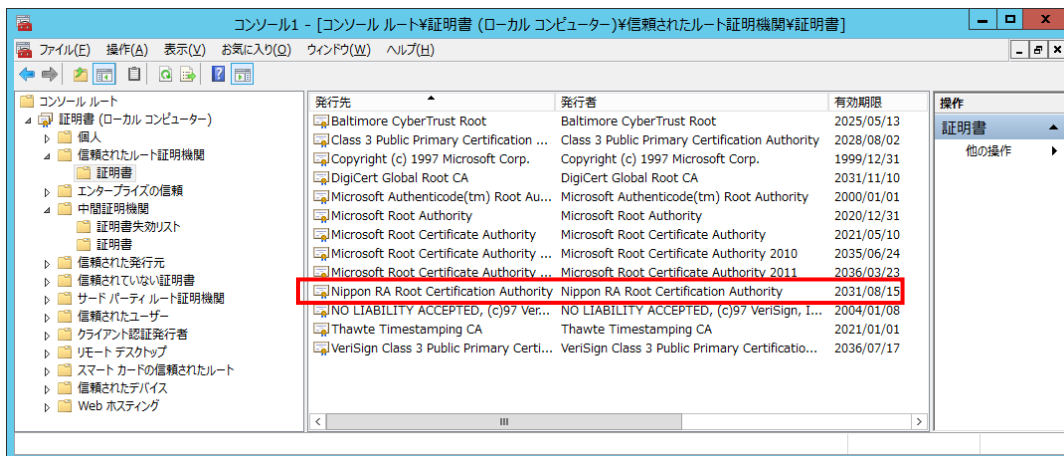 コンソール1 - [コンソール ルート¥証明書 (ローカル コンピューター)¥信頼されたルート証明機関¥証明書]
ファイル(F) 操作(A) 表示(V) お気に入り(O) ウィンドウ(W) ヘルプ(H)
コンソール ルート
証明書 (ローカル コンピューター)
個人
信頼されたルート証明機関
証明書
エンタープライズの信頼
中間証明機関
証明書失効リスト
証明書
信頼された発行元
信頼されていない証明書
サード パーティ ルート証明機関
信頼されたユーザー
クライアント認証発行者
リモート デスクトップ
スマート カードの信頼されたルート
信頼されたデバイス
Web ホスティング
発行先 発行者 有効期限
Baltimore CyberTrust Root Baltimore CyberTrust Root 2025/05/13
Class 3 Public Primary Certification ... Class 3 Public Primary Certification Authority 2028/08/02
Copyright (c) 1997 Microsoft Corp. Copyright (c) 1997 Microsoft Corp. 1999/12/31
DigiCert Global Root CA DigiCert Global Root CA 2031/11/10
Microsoft Authenticode(tm) Root Au... Microsoft Authenticode(tm) Root Authority 2000/01/01
Microsoft Root Authority Microsoft Root Authority 2020/12/31
Microsoft Root Certificate Authority Microsoft Root Certificate Authority 2021/05/10
Microsoft Root Certificate Authority ... Microsoft Root Certificate Authority 2010 2035/06/24
Microsoft Root Certificate Authority ... Microsoft Root Certificate Authority 2011 2036/03/23
Nippon RA Root Certification Authority Nippon RA Root Certification Authority 2031/08/15
NO LIABILITY ACCEPTED, (c)97 Ver... NO LIABILITY ACCEPTED, (c)97 VeriSign, I... 2004/01/08
Thawte Timestamping CA Thawte Timestamping CA 2021/01/01
VeriSign Class 3 Public Primary Certi... VeriSign Class 3 Public Primary Certificatio... 2036/07/17
操作
証明書
他の操作